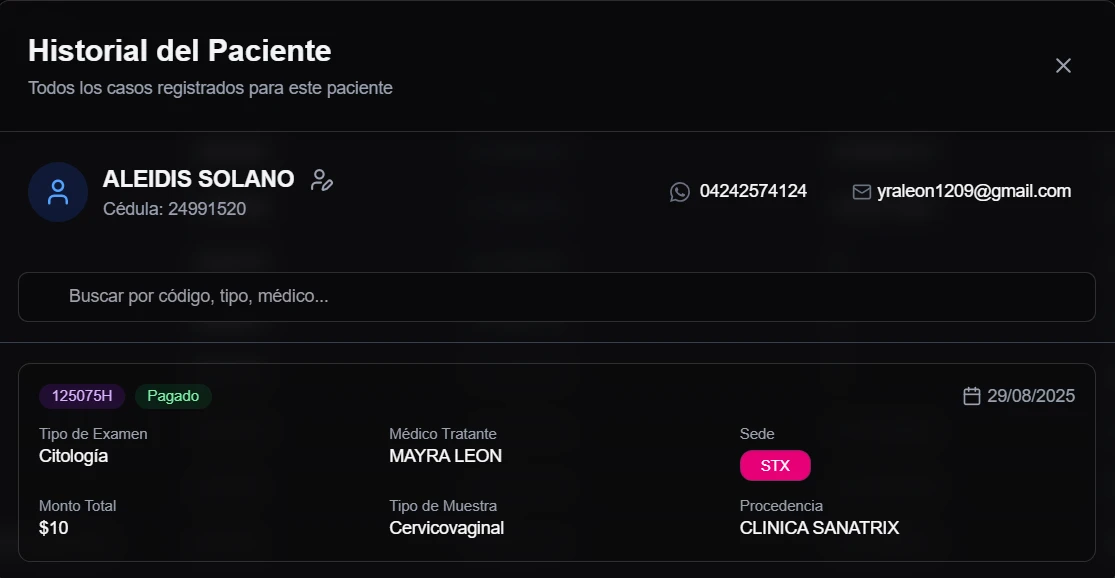 Historial del Paciente
Todos los casos registrados para este paciente
ALEIDIS SOLANO
Cédula: 24991520
04242574124
yraleon1209@gmail.com
Buscar por código, tipo, médico...
125075H Pagado 29/08/2025
Tipo de Examen Médico Tratante Sede
Citología MAYRA LEON STX
Monto Total Tipo de Muestra Procedencia
$10 Cervicovaginal CLINICA SANATRIX